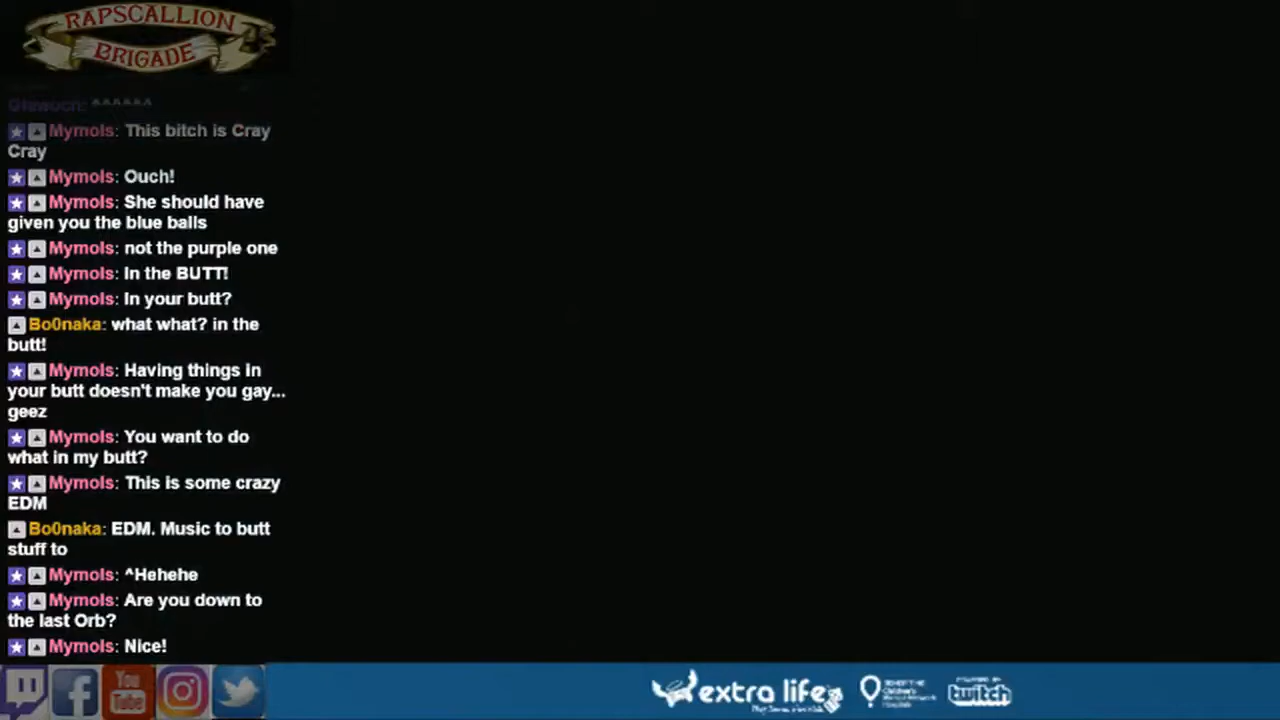 RAPSCALLION
BRIGADE
^^^^^^
Mymols: This bitch is Cray
Cray
Mymols: Ouch!
Mymols: She should have
given you the blue balls
Mymols: not the purple one
Mymols: In the BUTT!
Mymols: In your butt?
Bo0naka: what what? in the
butt!
Mymols: Having things in
your butt doesn't make you gay...
geez
Mymols: You want to do
what in my butt?
Mymols: This is some crazy
EDM
Bo0naka: EDM. Music to butt
stuff to
Mymols: ^Hehehe
Mymols: Are you down to
the last Orb?
Mymols: Nice!
You
Tube
extra life
twitch